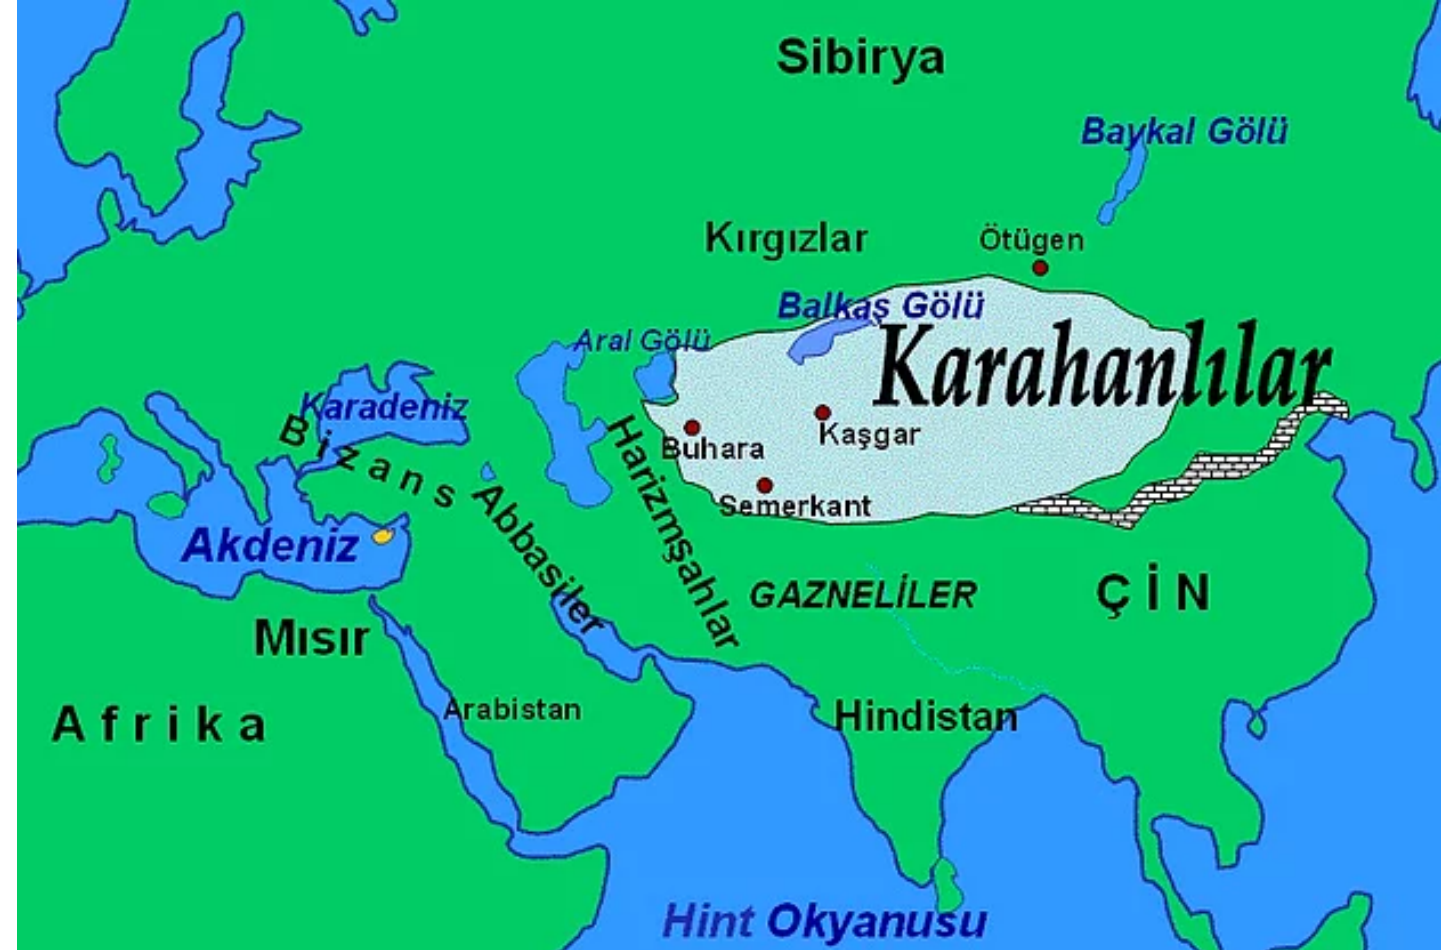 Sibirya
Baykal Gölü
Kırgızlar
Ötügen
Balkaş Gölü
Aral Gölü
Karahanlılar
Karadeniz
Bizans
Buhara
Kaşgar
Semerkant
Harizmşahlar
Abbasiler
Akdeniz
GAZNELİLER
ÇİN
Mısır
Arabistan
Afrika
Hindistan
Hint Okyanusu